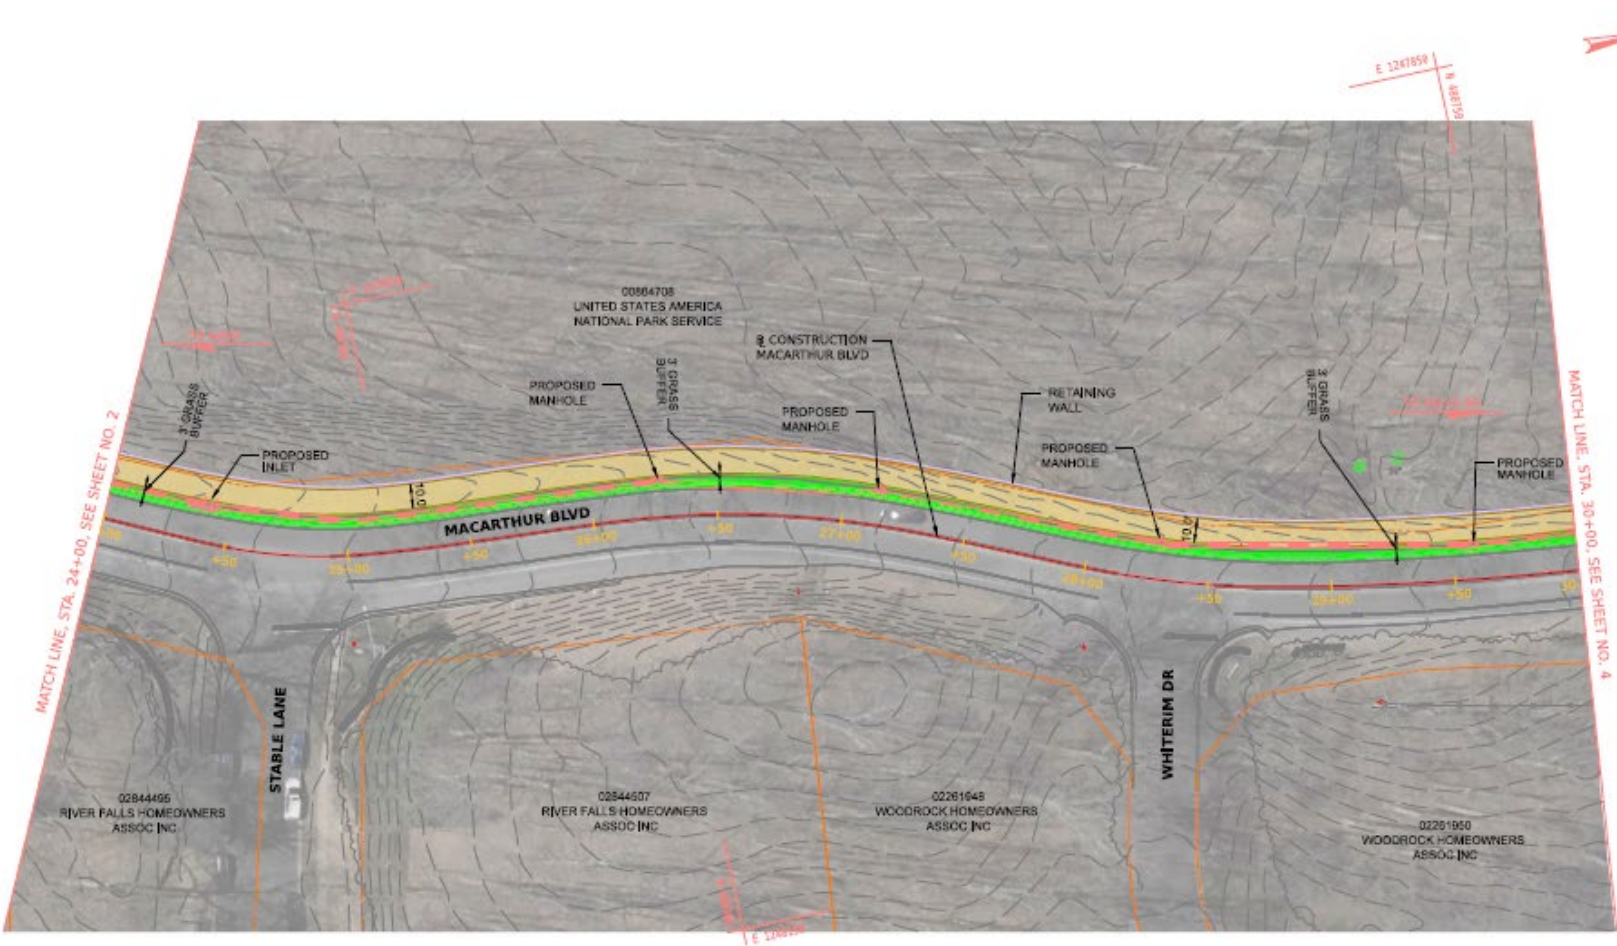 E 1247850
N 480750
00864708
UNITED STATES AMERICA
NATIONAL PARK SERVICE
℄ CONSTRUCTION
MACARTHUR BLVD
3' GRASS
BUFFER
PROPOSED
INLET
PROPOSED
MANHOLE
3' GRASS
BUFFER
PROPOSED
MANHOLE
RETAINING
WALL
PROPOSED
MANHOLE
3' GRASS
BUFFER
PROPOSED
MANHOLE
MATCH LINE, STA. 24+00, SEE SHEET NO. 2
MATCH LINE, STA. 30+00, SEE SHEET NO. 4
10.0
10.0
MACARTHUR BLVD
+50
25+00
+50
26+00
+50
27+00
+50
28+00
+50
29+00
+50
30
STABLE LANE
WHITERIM DR
02844495
RIVER FALLS HOMEOWNERS
ASSOC INC
02844507
RIVER FALLS HOMEOWNERS
ASSOC INC
02261948
WOODROCK HOMEOWNERS
ASSOC INC
02261950
WOODROCK HOMEOWNERS
ASSOC INC